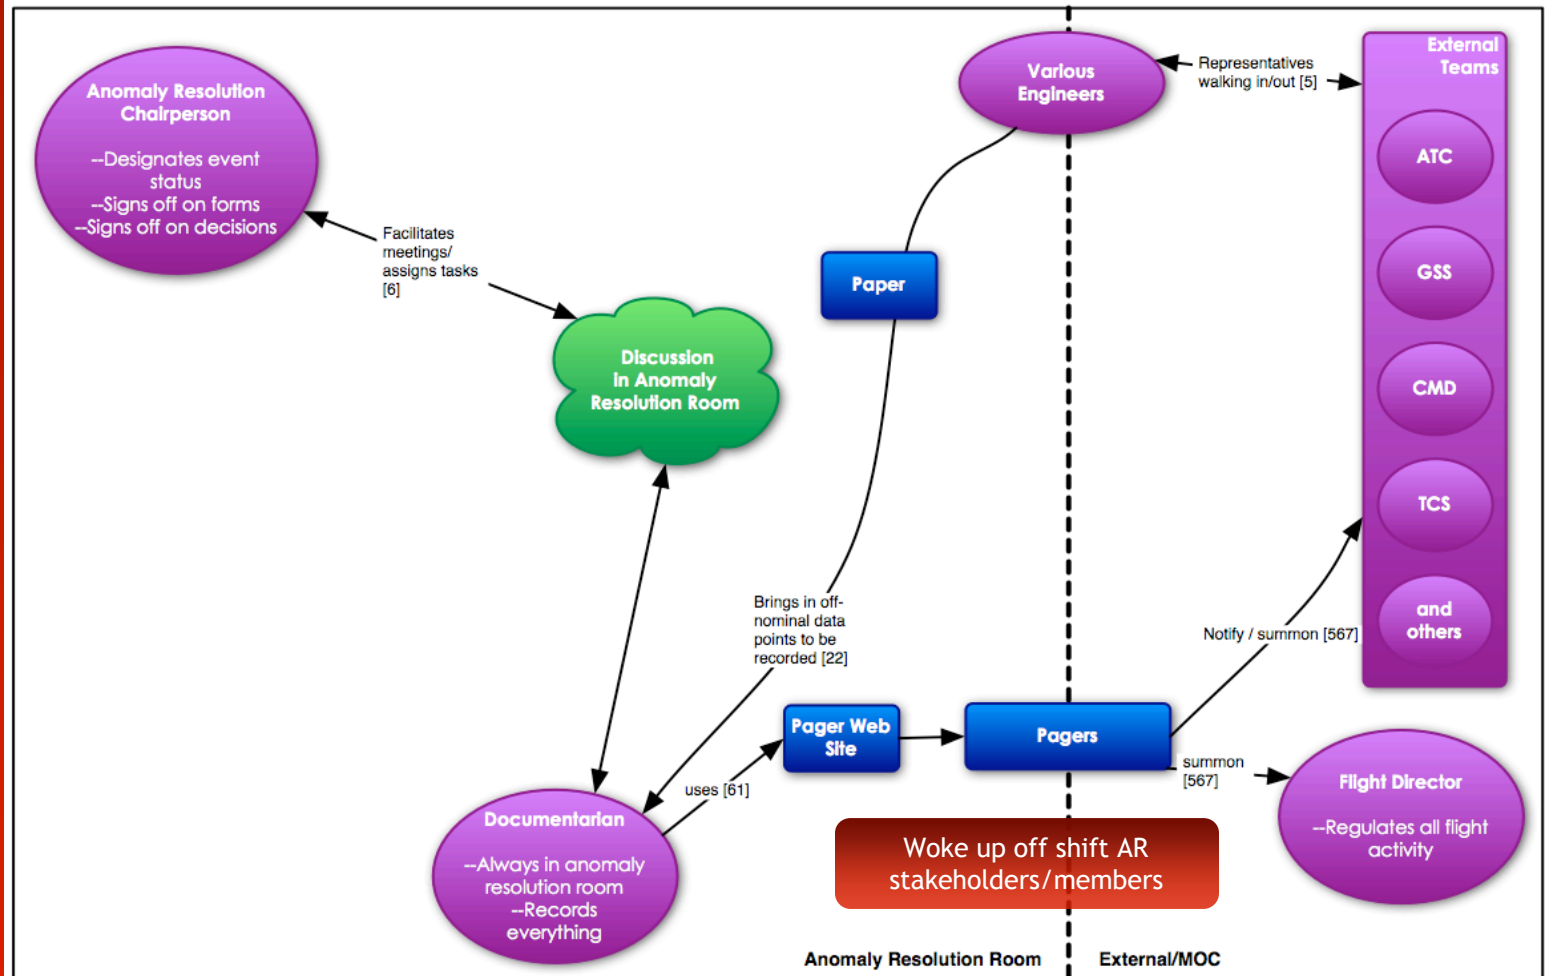 Anomaly Resolution
Chairperson
--Designates event
status
--Signs off on forms
--Signs off on decisions
Facilitates
meetings/
assigns tasks
[6]
Discussion
in Anomaly
Resolution Room
Various
Engineers
Representatives
walking in/out [5]
External
Teams
ATC
GSS
CMD
TCS
and
others
Paper
Brings in off-
nominal data
points to be
recorded [22]
Notify / summon [567]
Pager Web
Site
Pagers
uses [61]
summon
[567]
Documentarian
--Always in anomaly
resolution room
--Records
everything
Flight Director
--Regulates all flight
activity
Woke up off shift AR
stakeholders/members
Anomaly Resolution Room
External/MOC